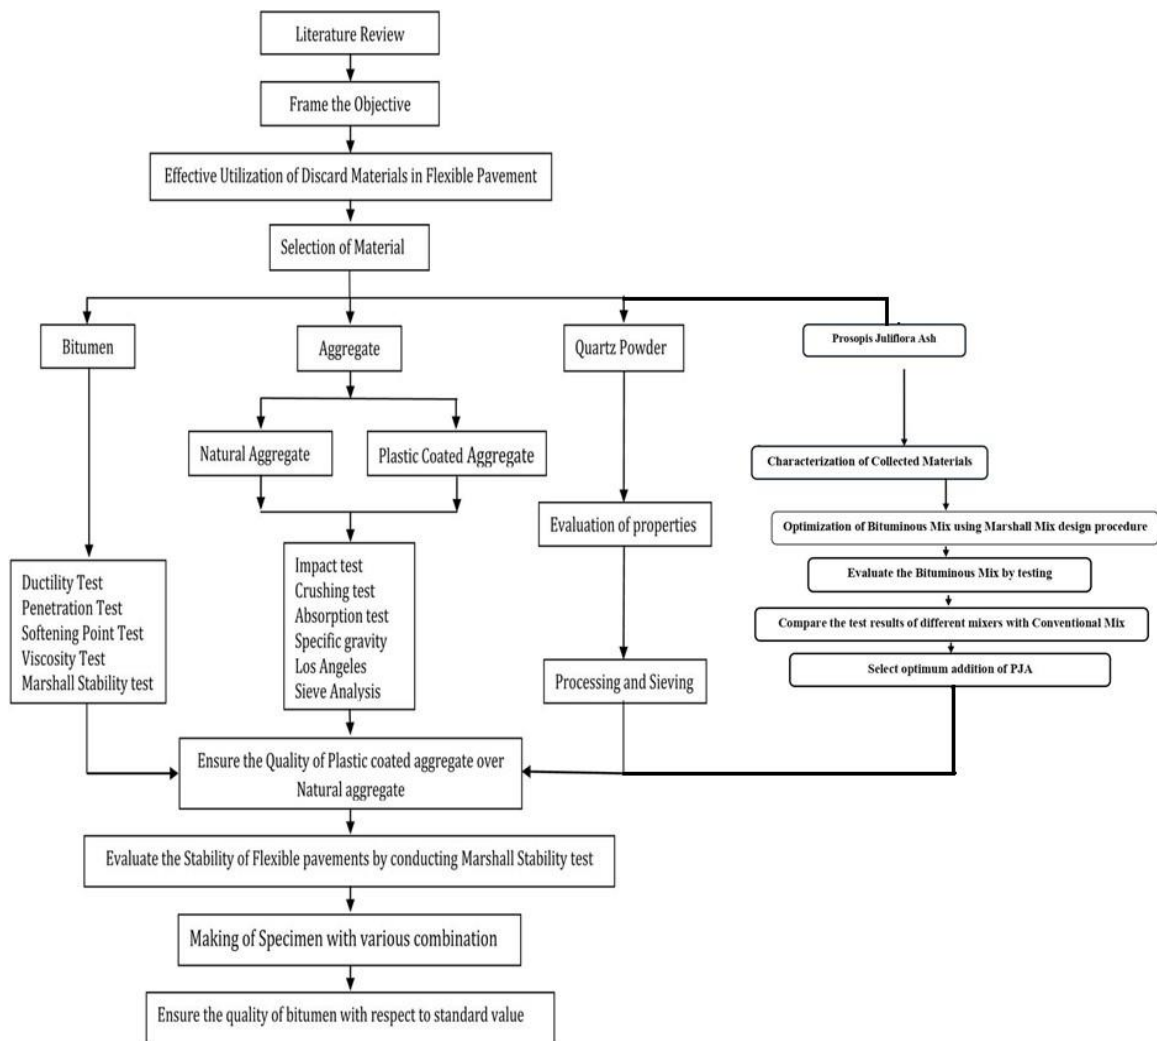 Literature Review
Frame the Objective
Effective Utilization of Discard Materials in Flexible Pavement
Selection of Material
Bitumen
Aggregate
Quartz Powder
Prosopis Juliflora Ash
Natural Aggregate
Plastic Coated Aggregate
Characterization of Collected Materials
Evaluation of properties
Optimization of Bituminous Mix using Marshall Mix design procedure
Evaluate the Bituminous Mix by testing
Compare the test results of different mixers with Conventional Mix
Select optimum addition of PJA
Ductility Test
Penetration Test
Softening Point Test
Viscosity Test
Marshall Stability test
Impact test
Crushing test
Absorption test
Specific gravity
Los Angeles
Sieve Analysis
Processing and Sieving
Ensure the Quality of Plastic coated aggregate over
Natural aggregate
Evaluate the Stability of Flexible pavements by conducting Marshall Stability test
Making of Specimen with various combination
Ensure the quality of bitumen with respect to standard value